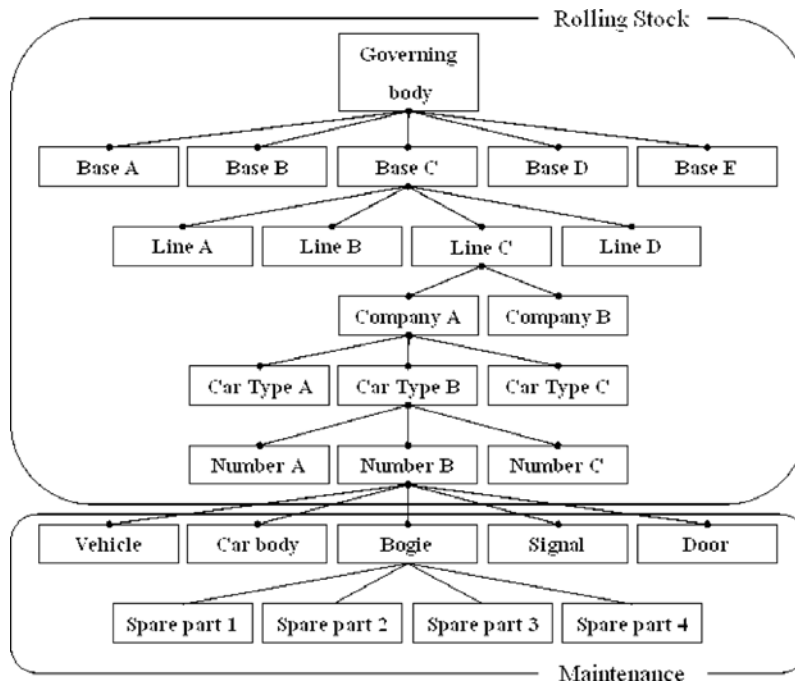 Rolling Stock
Governing
body
Base A
Base B
Base C
Base D
Base E
Line A
Line B
Line C
Line D
Company A
Company B
Car Type A
Car Type B
Car Type C
Number A
Number B
Number C
Vehicle
Car body
Bogie
Signal
Door
Spare part 1
Spare part 2
Spare part 3
Spare part 4
Maintenance